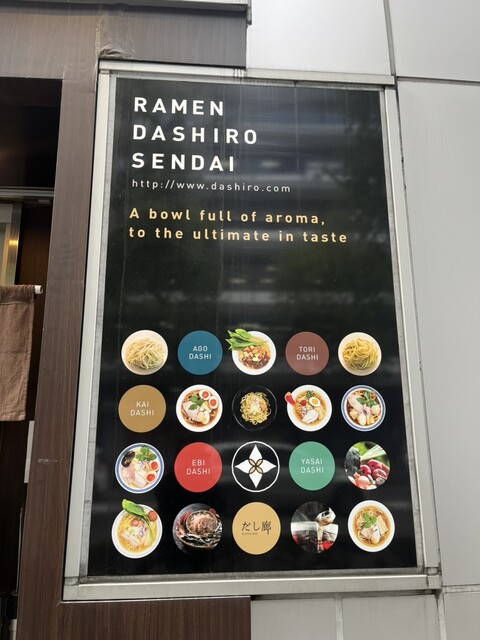 RAMEN
DASHIRO
SENDAI
http://www.dashiro.com
A bowl full of aroma,
to the ultimate in taste
AGO
DASHI
TORI
DASHI
KAI
DASHI
EBI
DASHI
YASAI
DASHI
だし廊
DASHIRO